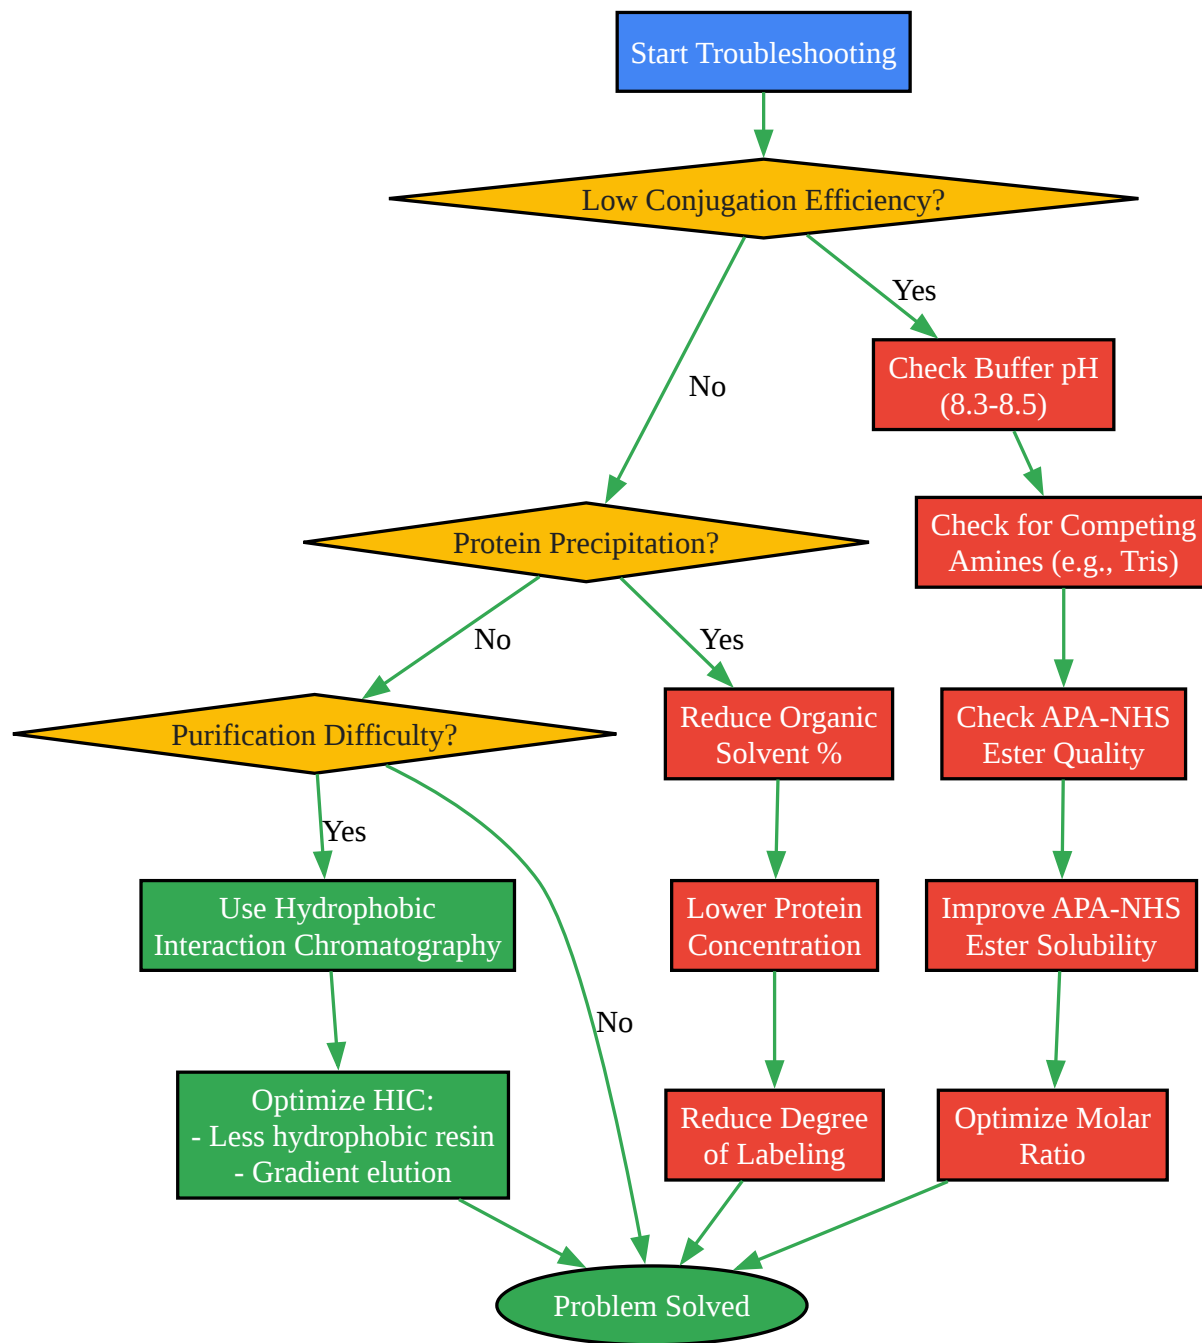 Start Troubleshooting
Low Conjugation Efficiency?
Yes
No
Check Buffer pH
(8.3-8.5)
Check for Competing
Amines (e.g., Tris)
Protein Precipitation?
No
Yes
Purification Difficulty?
Reduce Organic
Solvent %
Check APA-NHS
Ester Quality
Yes
Use Hydrophobic
Interaction Chromatography
Lower Protein
Concentration
Improve APA-NHS
Ester Solubility
No
Optimize HIC:
- Less hydrophobic resin
- Gradient elution
Reduce Degree
of Labeling
Optimize Molar
Ratio
Problem Solved